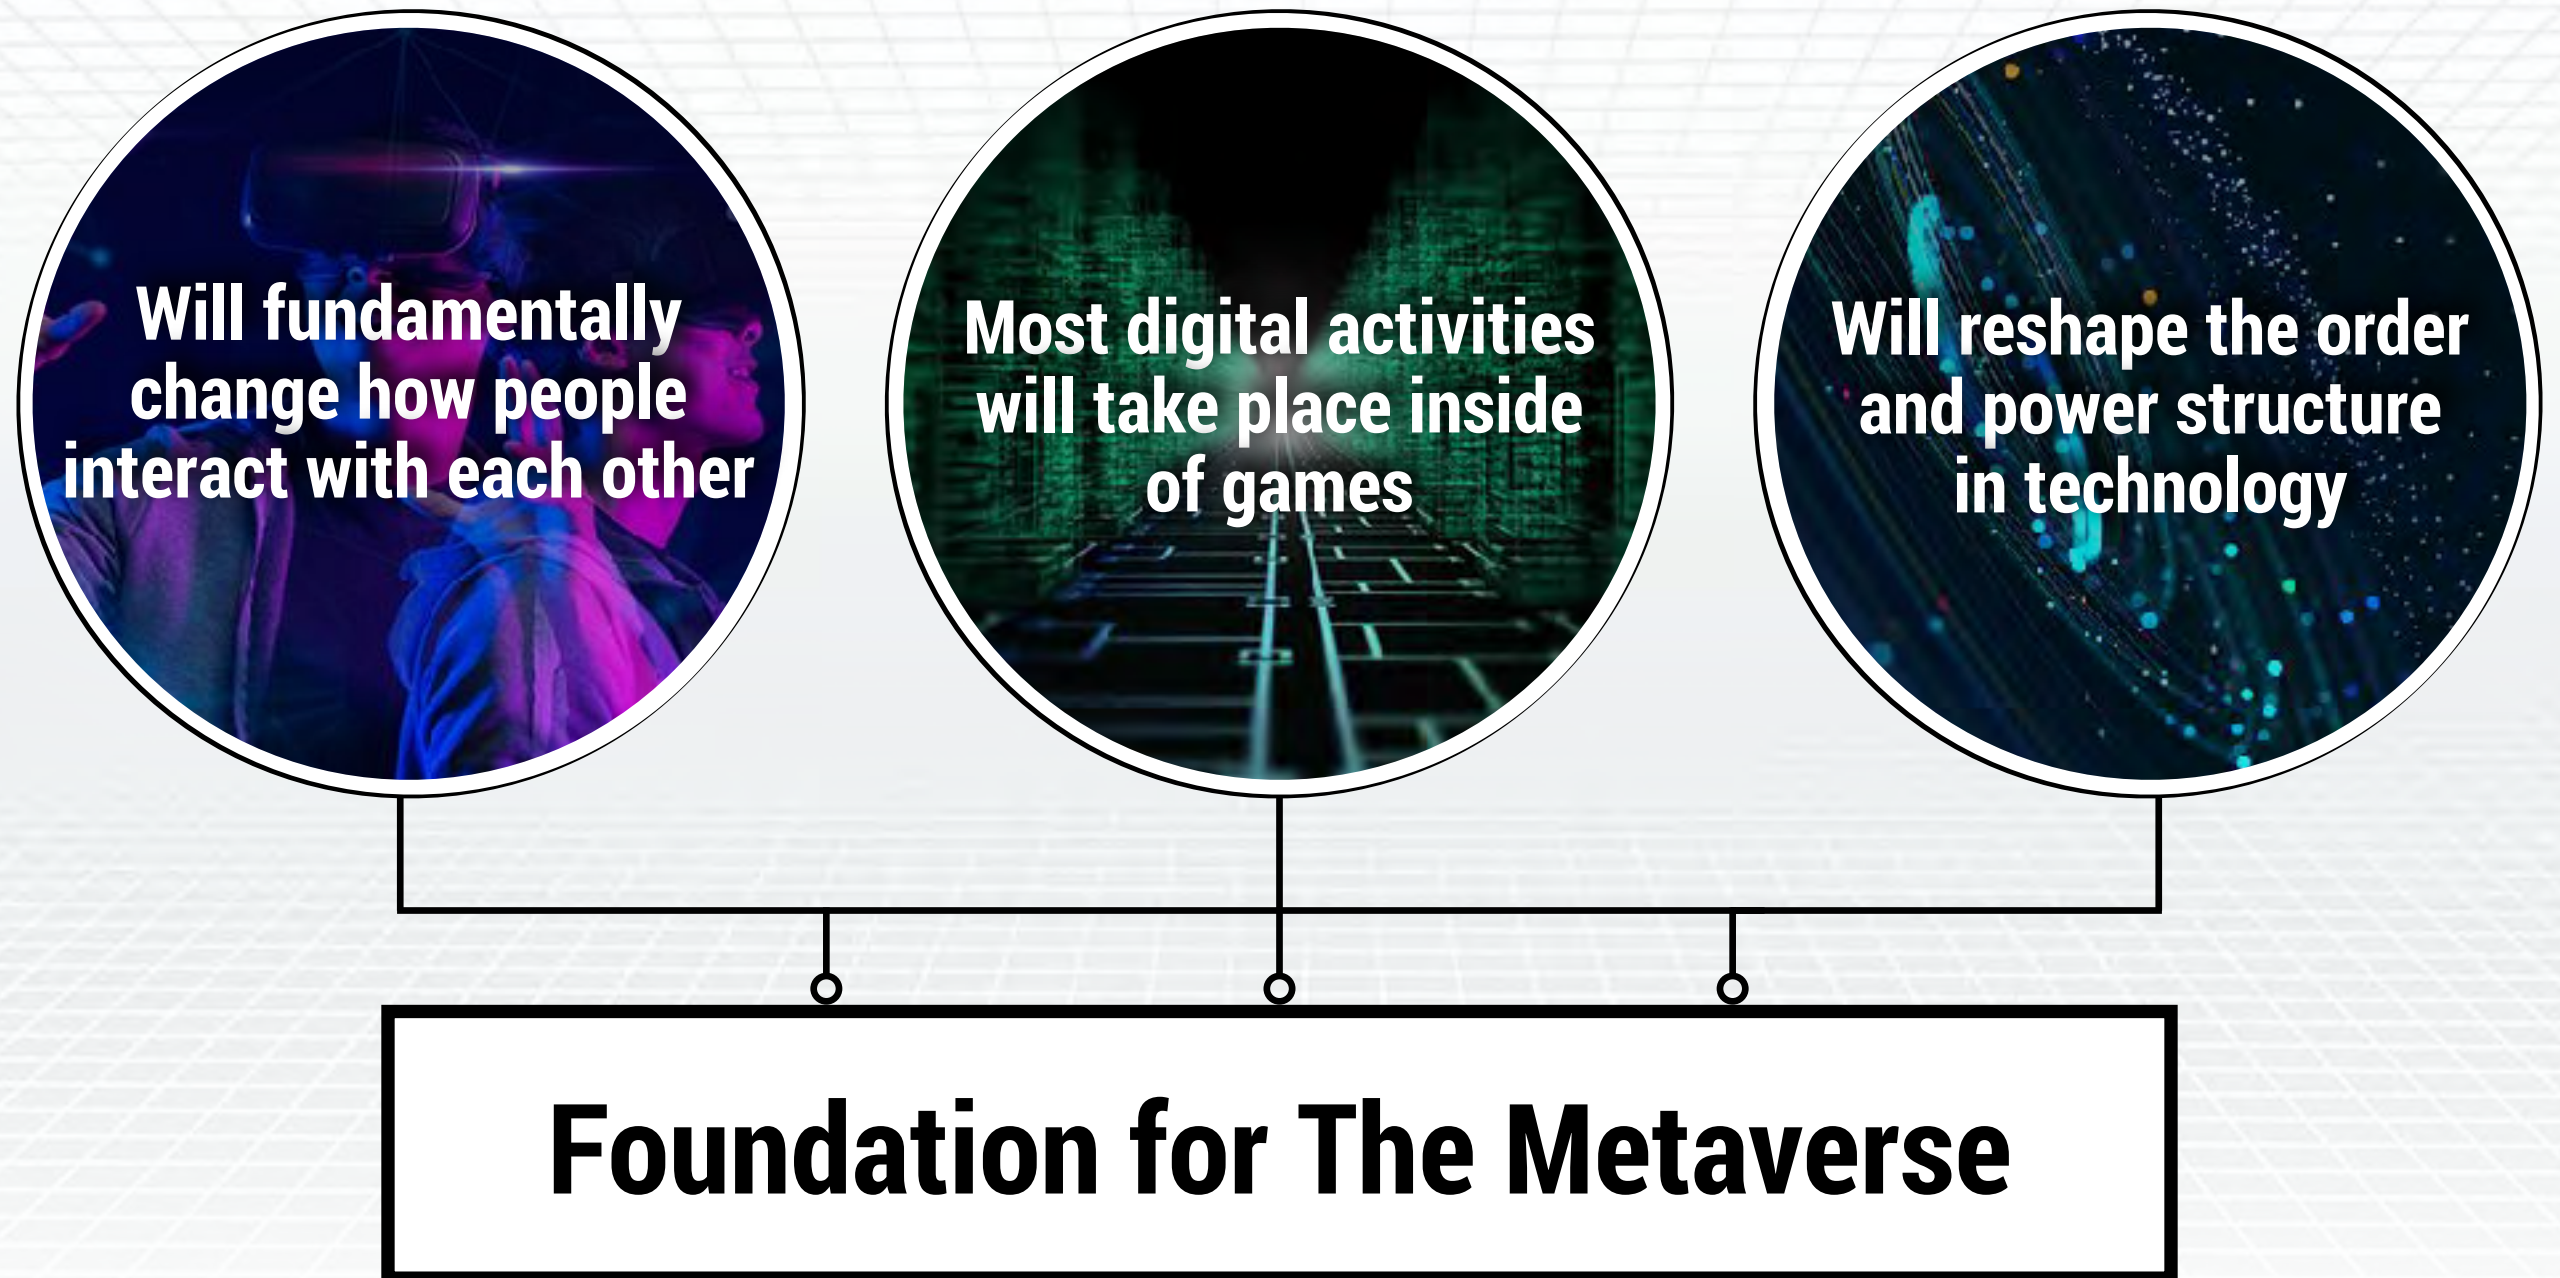 Will fundamentally
change how people
interact with each other
Most digital activities
will take place inside
of games
Will reshape the order
and power structure
in technology
Foundation for The Metaverse